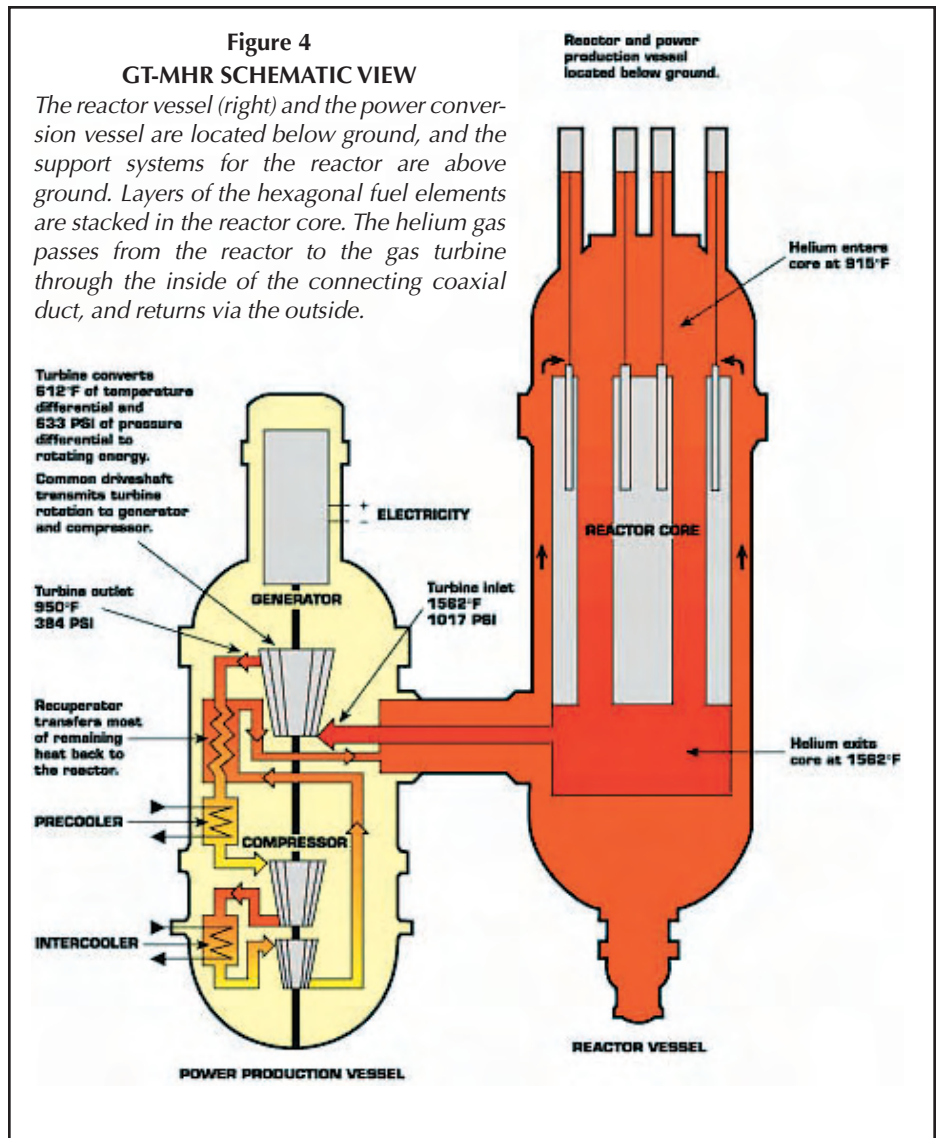 Figure 4
GT-MHR SCHEMATIC VIEW
The reactor vessel (right) and the power conver-
sion vessel are located below ground, and the
support systems for the reactor are above
ground. Layers of the hexagonal fuel elements
are stacked in the reactor core. The helium gas
passes from the reactor to the gas turbine
through the inside of the connecting coaxial
duct, and returns via the outside.
Reactor and power
production vessel
located below ground.
Helium enters
core at 915°F
Turbine converts
612°F of temperature
differential and
633 PSI of pressure
differential to
rotating energy.
Common driveshaft
transmits turbine
rotation to generator
and compressor.
+
–
ELECTRICITY
REACTOR CORE
GENERATOR
Turbine outlet
950°F
384 PSI
Turbine inlet
1562°F
1017 PSI
Recuperator
transfers most
of remaining
heat back to
the reactor.
Helium exits
core at 1562°F
PRECOOLER
COMPRESSOR
INTERCOOLER
REACTOR VESSEL
POWER PRODUCTION VESSEL